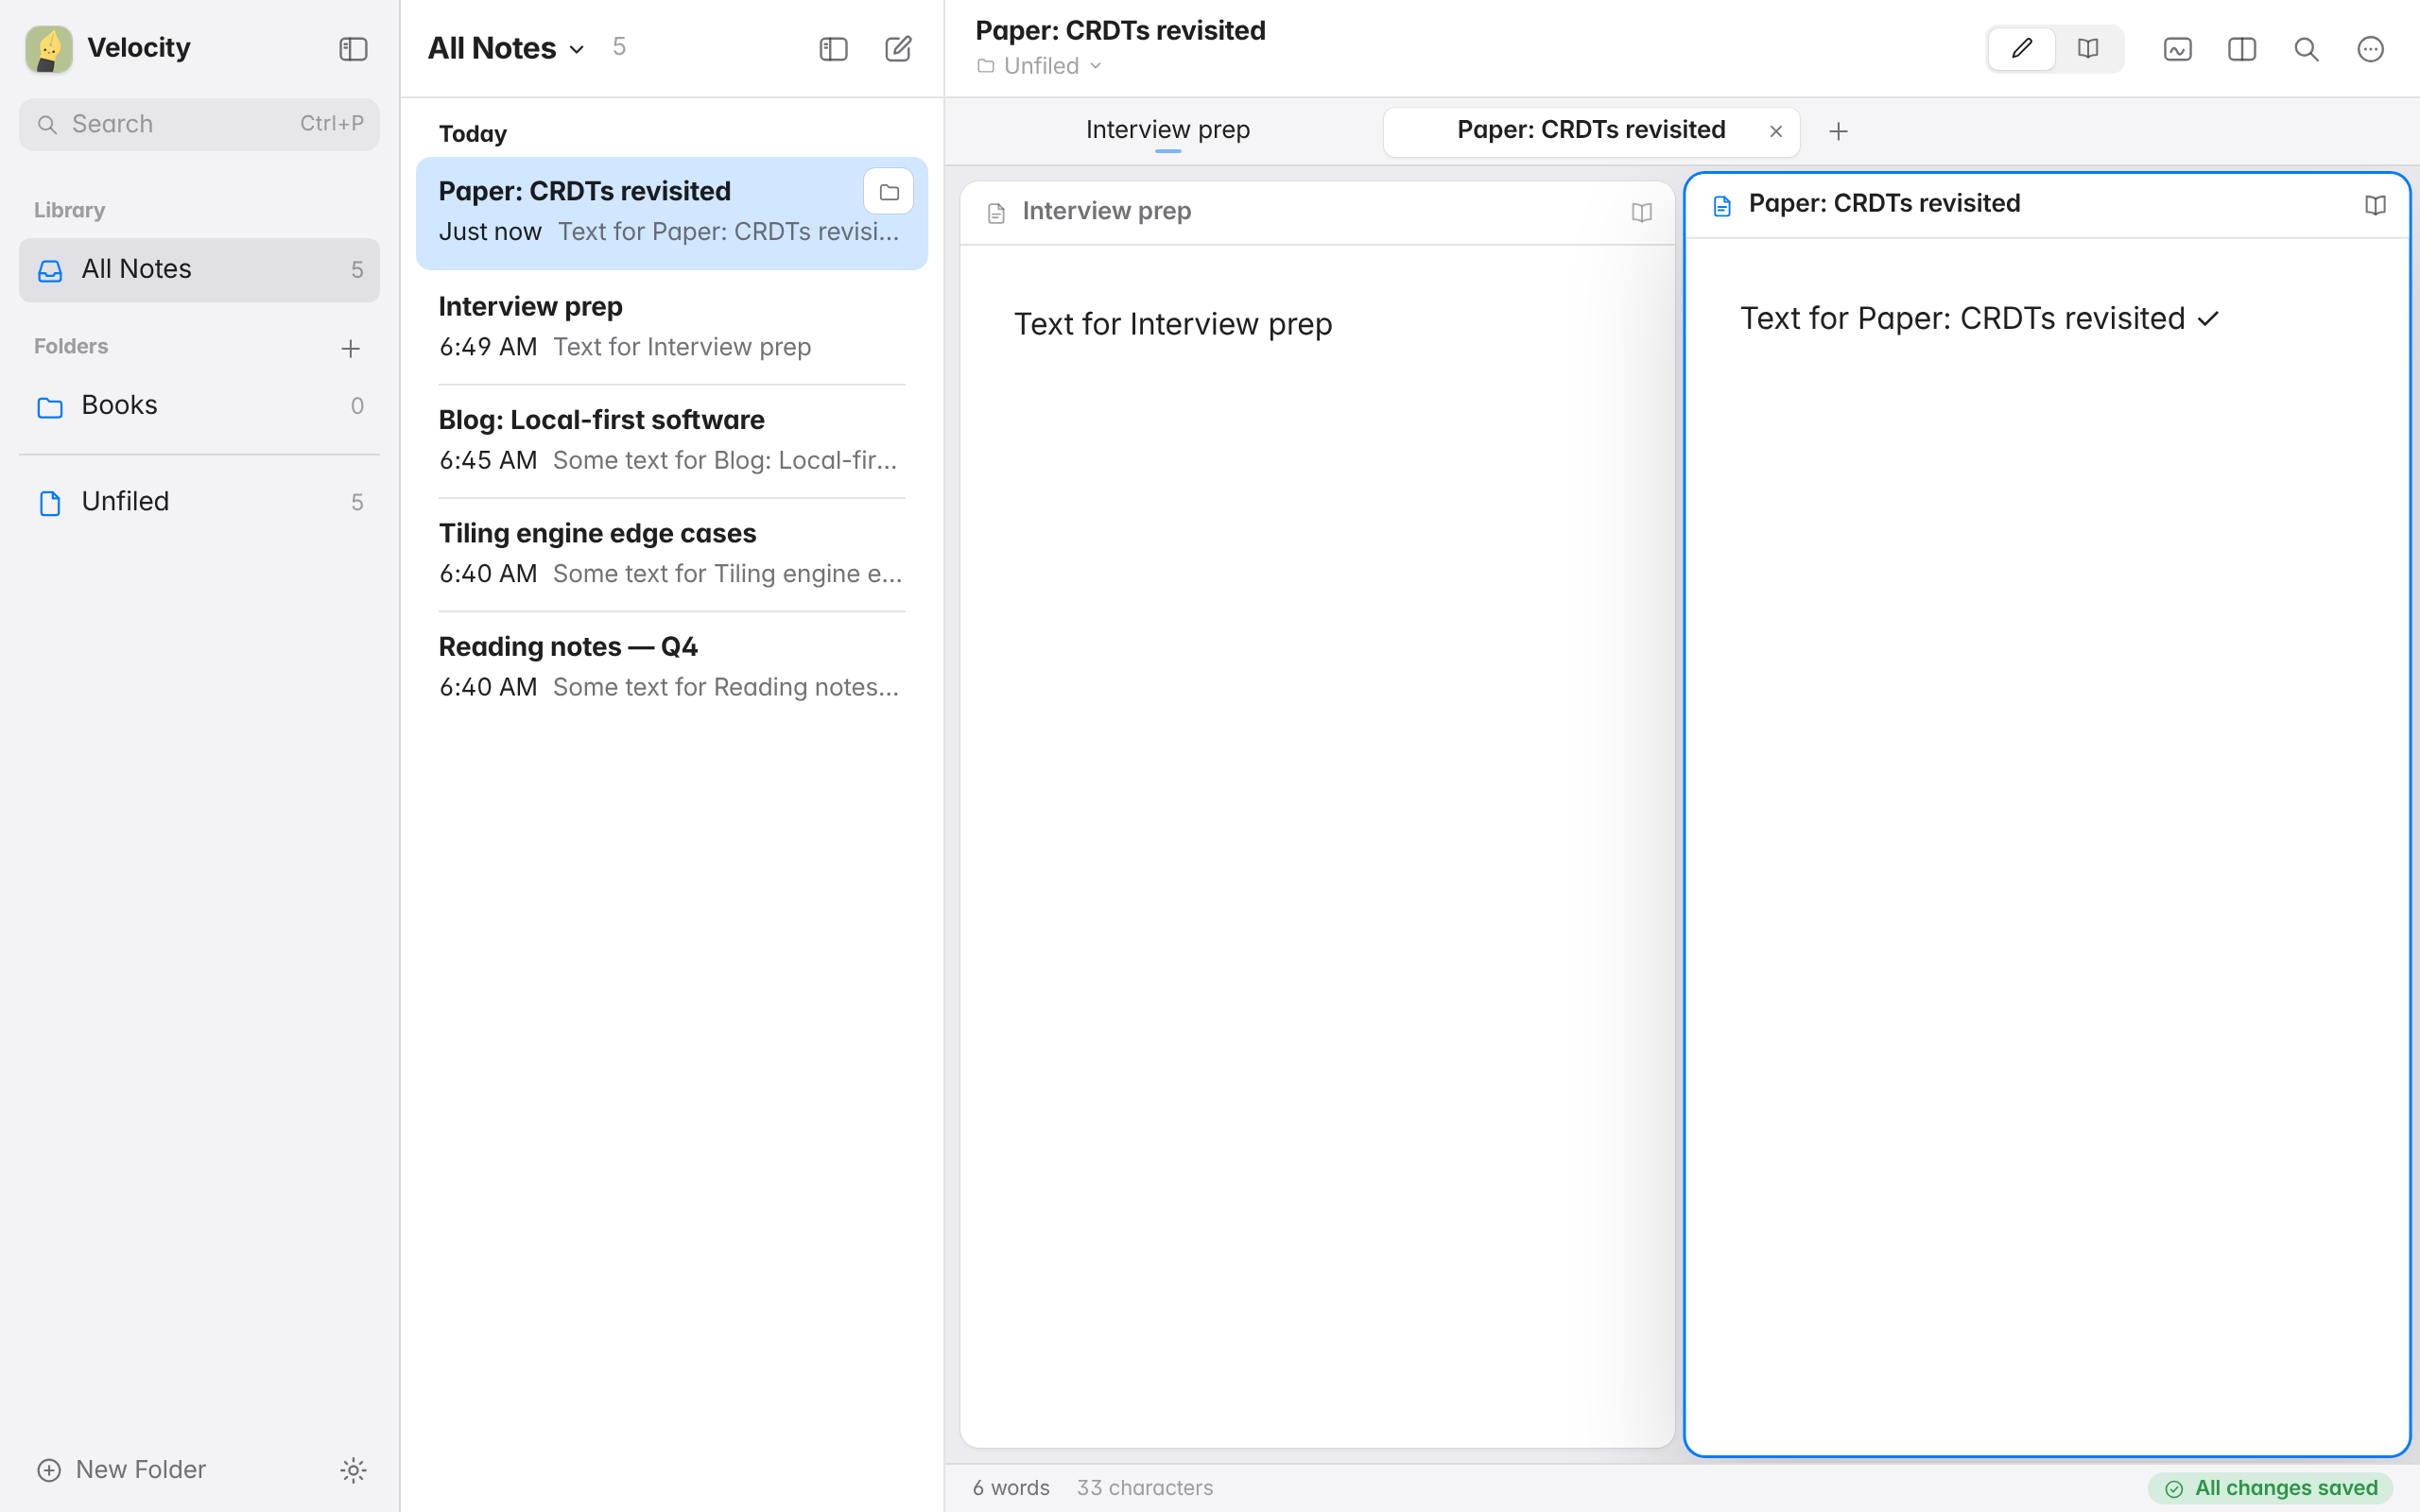 Velocity
Search Ctrl+P
Library
All Notes 5
Folders
Books 0
Unfiled 5
New Folder
All Notes 5
Today
Paper: CRDTs revisited
Just now Text for Paper: CRDTs revisi...
Interview prep
6:49 AM Text for Interview prep
Blog: Local-first software
6:45 AM Some text for Blog: Local-fir...
Tiling engine edge cases
6:40 AM Some text for Tiling engine e...
Reading notes — Q4
6:40 AM Some text for Reading notes...
Paper: CRDTs revisited
Unfiled
Interview prep Paper: CRDTs revisited
Interview prep
Text for Interview prep
Paper: CRDTs revisited
Text for Paper: CRDTs revisited ✓
6 words 33 characters
All changes saved